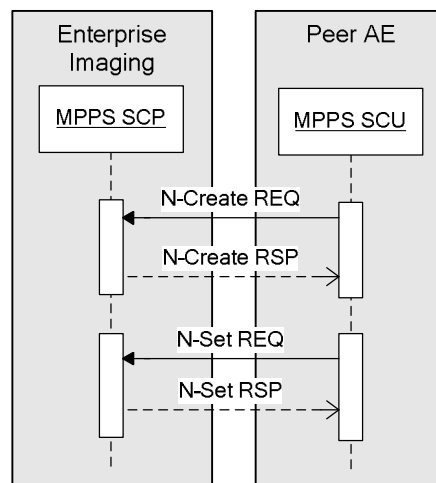 Enterprise
Imaging
Peer AE
MPPS SCP
MPPS SCU
N-Create REQ
N-Create RSP
N-Set REQ
N-Set RSP